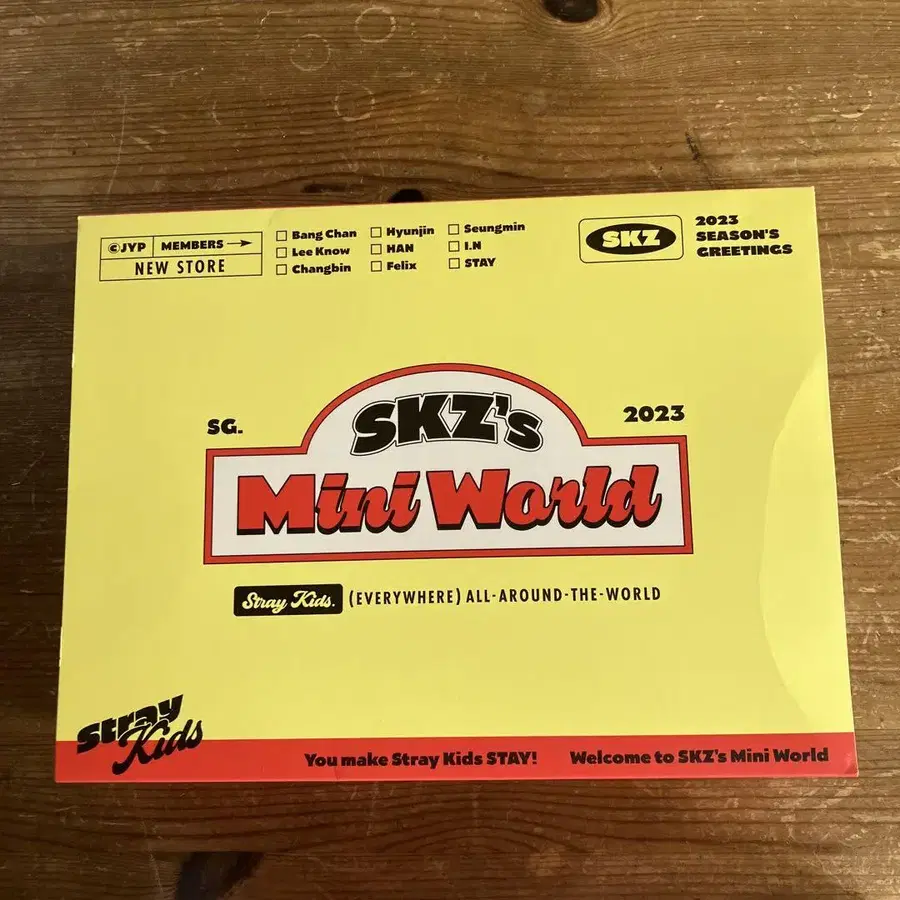 ©JYP MEMBERS
NEW STORE
Bang Chan
Lee Know
Changbin
Hyunjin
HAN
Felix
Seungmin
I.N
STAY
SKZ
2023
SEASON'S
GREETINGS
SG.
2023
SKZ's
Mini World
Stray Kids. (EVERYWHERE) ALL-AROUND-THE-WORLD
Stray
Kids
You make Stray Kids STAY! Welcome to SKZ's Mini World